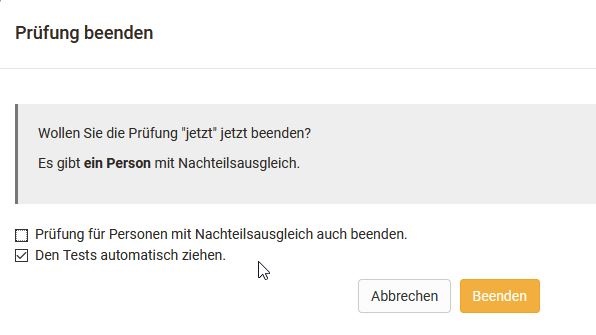 Prüfung beenden
Wollen Sie die Prüfung "jetzt" jetzt beenden?
Es gibt ein Person mit Nachteilsausgleich.
Prüfung für Personen mit Nachteilsausgleich auch beenden.
Den Tests automatisch ziehen.
Abbrechen
Beenden